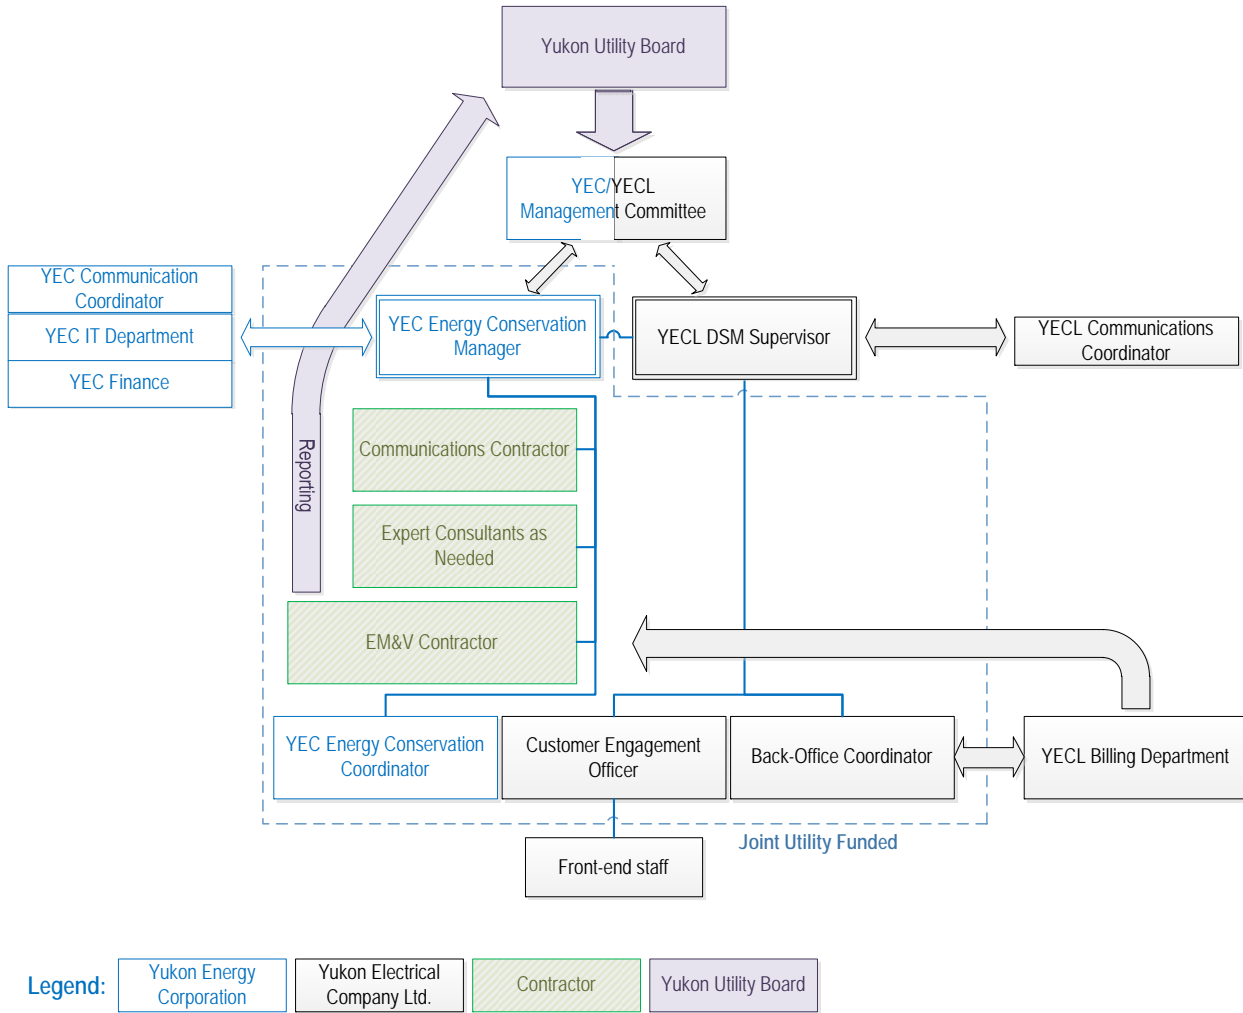 Yukon Utility Board
YEC/YECL
Management Committee
YEC Communication
Coordinator
YEC IT Department
YEC Finance
YEC Energy Conservation
Manager
YECL DSM Supervisor
YECL Communications
Coordinator
Reporting
Communications Contractor
Expert Consultants as
Needed
EM&V Contractor
YEC Energy Conservation
Coordinator
Customer Engagement
Officer
Back-Office Coordinator
YECL Billing Department
Joint Utility Funded
Front-end staff
Legend:
Yukon Energy
Corporation
Yukon Electrical
Company Ltd.
Contractor
Yukon Utility Board